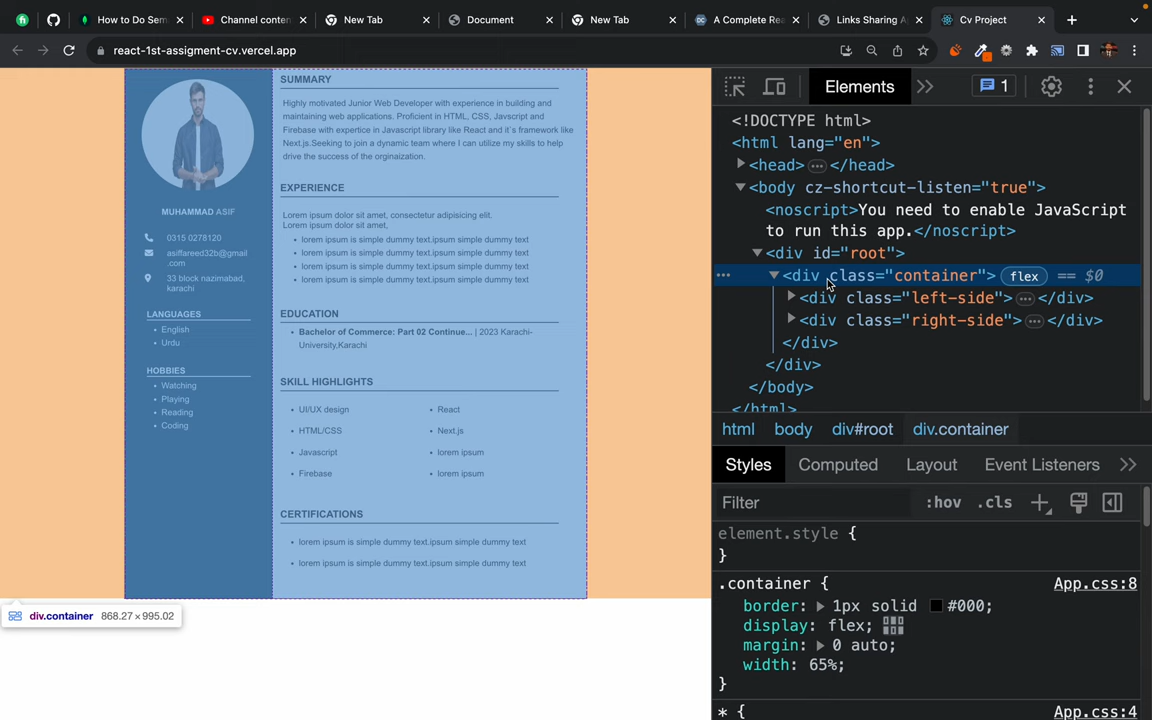 How to Do Sem
Channel conten
New Tab
Document
New Tab
A Complete Re
Links Sharing A
Cv Project
react-1st-assigment-cv.vercel.app
MUHAMMAD ASIF
0315 0278120
asiffareed32b@gmail
.com
33 block nazimabad,
karachi
LANGUAGES
English
Urdu
HOBBIES
Watching
Playing
Reading
Coding
SUMMARY
Highly motivated Junior Web Developer with experience in building and
maintaining web applications. Proficient in HTML, CSS, Javscript and
Firebase with expertice in Javascript library like React and it`s framework like
Next.js.Seeking to join a dynamic team where I can utilize my skills to help
drive the success of the orginaization.
EXPERIENCE
Lorem ipsum dolor sit amet, consectetur adipisicing elit.
Lorem ipsum dolor sit amet,
lorem ipsum is simple dummy text.ipsum simple dummy text
lorem ipsum is simple dummy text.ipsum simple dummy text
lorem ipsum is simple dummy text.ipsum simple dummy text
EDUCATION
Bachelor of Commerce: Part 02 Continue... | 2023 Karachi-
University,Karachi
SKILL HIGHLIGHTS
UI/UX design
React
HTML/CSS
Next.js
Javascript
lorem ipsum
Firebase
lorem ipsum
CERTIFICATIONS
lorem ipsum is simple dummy text.ipsum simple dummy text
lorem ipsum is simple dummy text.ipsum simple dummy text
div.container 868.27 × 995.02
Elements
1
<!DOCTYPE html>
<html lang="en">
<head> ••• </head>
<body cz-shortcut-listen="true">
<noscript>You need to enable JavaScript
to run this app.</noscript>
<div id="root">
<div class="container"> flex == $0
<div class="left-side"> ••• </div>
<div class="right-side"> ••• </div>
</div>
</div>
</body>
</html>
html body div#root div.container
Styles Computed Layout Event Listeners
Filter :hov .cls
element.style {
}
.container { App.css:8
border: 1px solid #000;
display: flex;
margin: 0 auto;
width: 65%;
}
* { App.css:4